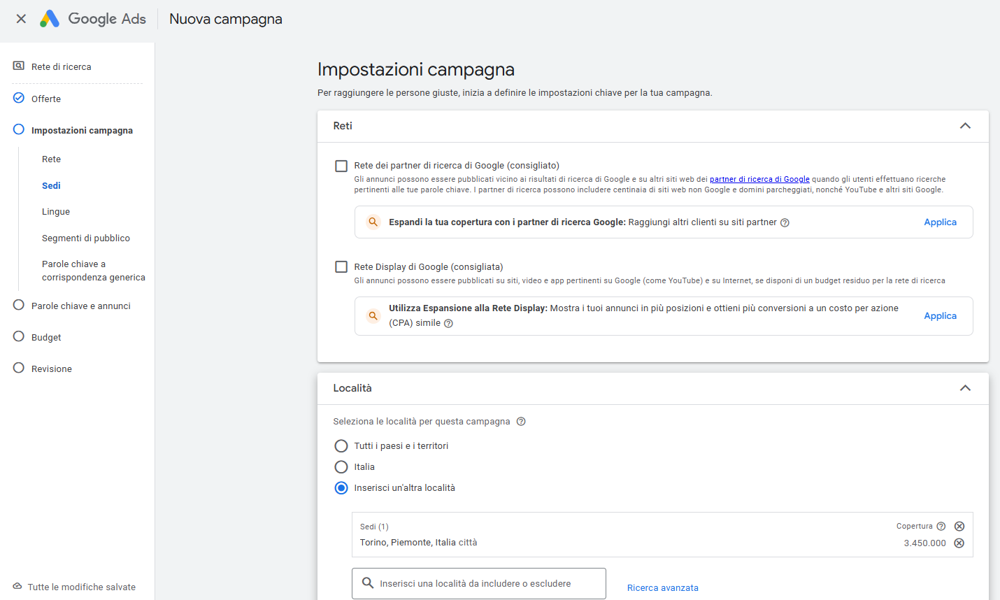 Google Ads
Nuova campagna
Rete di ricerca
Offerte
Impostazioni campagna
Rete
Sedi
Lingue
Segmenti di pubblico
Parole chiave a
corrispondenza generica
Parole chiave e annunci
Budget
Revisione
Tutte le modifiche salvate
Impostazioni campagna
Per raggiungere le persone giuste, inizia a definire le impostazioni chiave per la tua campagna.
Reti
Rete dei partner di ricerca di Google (consigliato)
Gli annunci possono essere pubblicati vicino ai risultati di ricerca di Google e su altri siti web dei partner di ricerca di Google quando gli utenti effettuano ricerche
pertinenti alle tue parole chiave. I partner di ricerca possono includere centinaia di siti web non Google e domini parcheggiati, nonché YouTube e altri siti Google.
Espandi la tua copertura con i partner di ricerca Google: Raggiungi altri clienti su siti partner
Applica
Rete Display di Google (consigliata)
Gli annunci possono essere pubblicati su siti, video e app pertinenti su Google (come YouTube) e su Internet, se disponi di un budget residuo per la rete di ricerca
Utilizza Espansione alla Rete Display: Mostra i tuoi annunci in più posizioni e ottieni più conversioni a un costo per azione
(CPA) simile
Applica
Località
Seleziona le località per questa campagna
Tutti i paesi e i territori
Italia
Inserisci un'altra località
Sedi (1)
Copertura
Torino, Piemonte, Italia città
3.450.000
Inserisci una località da includere o escludere
Ricerca avanzata